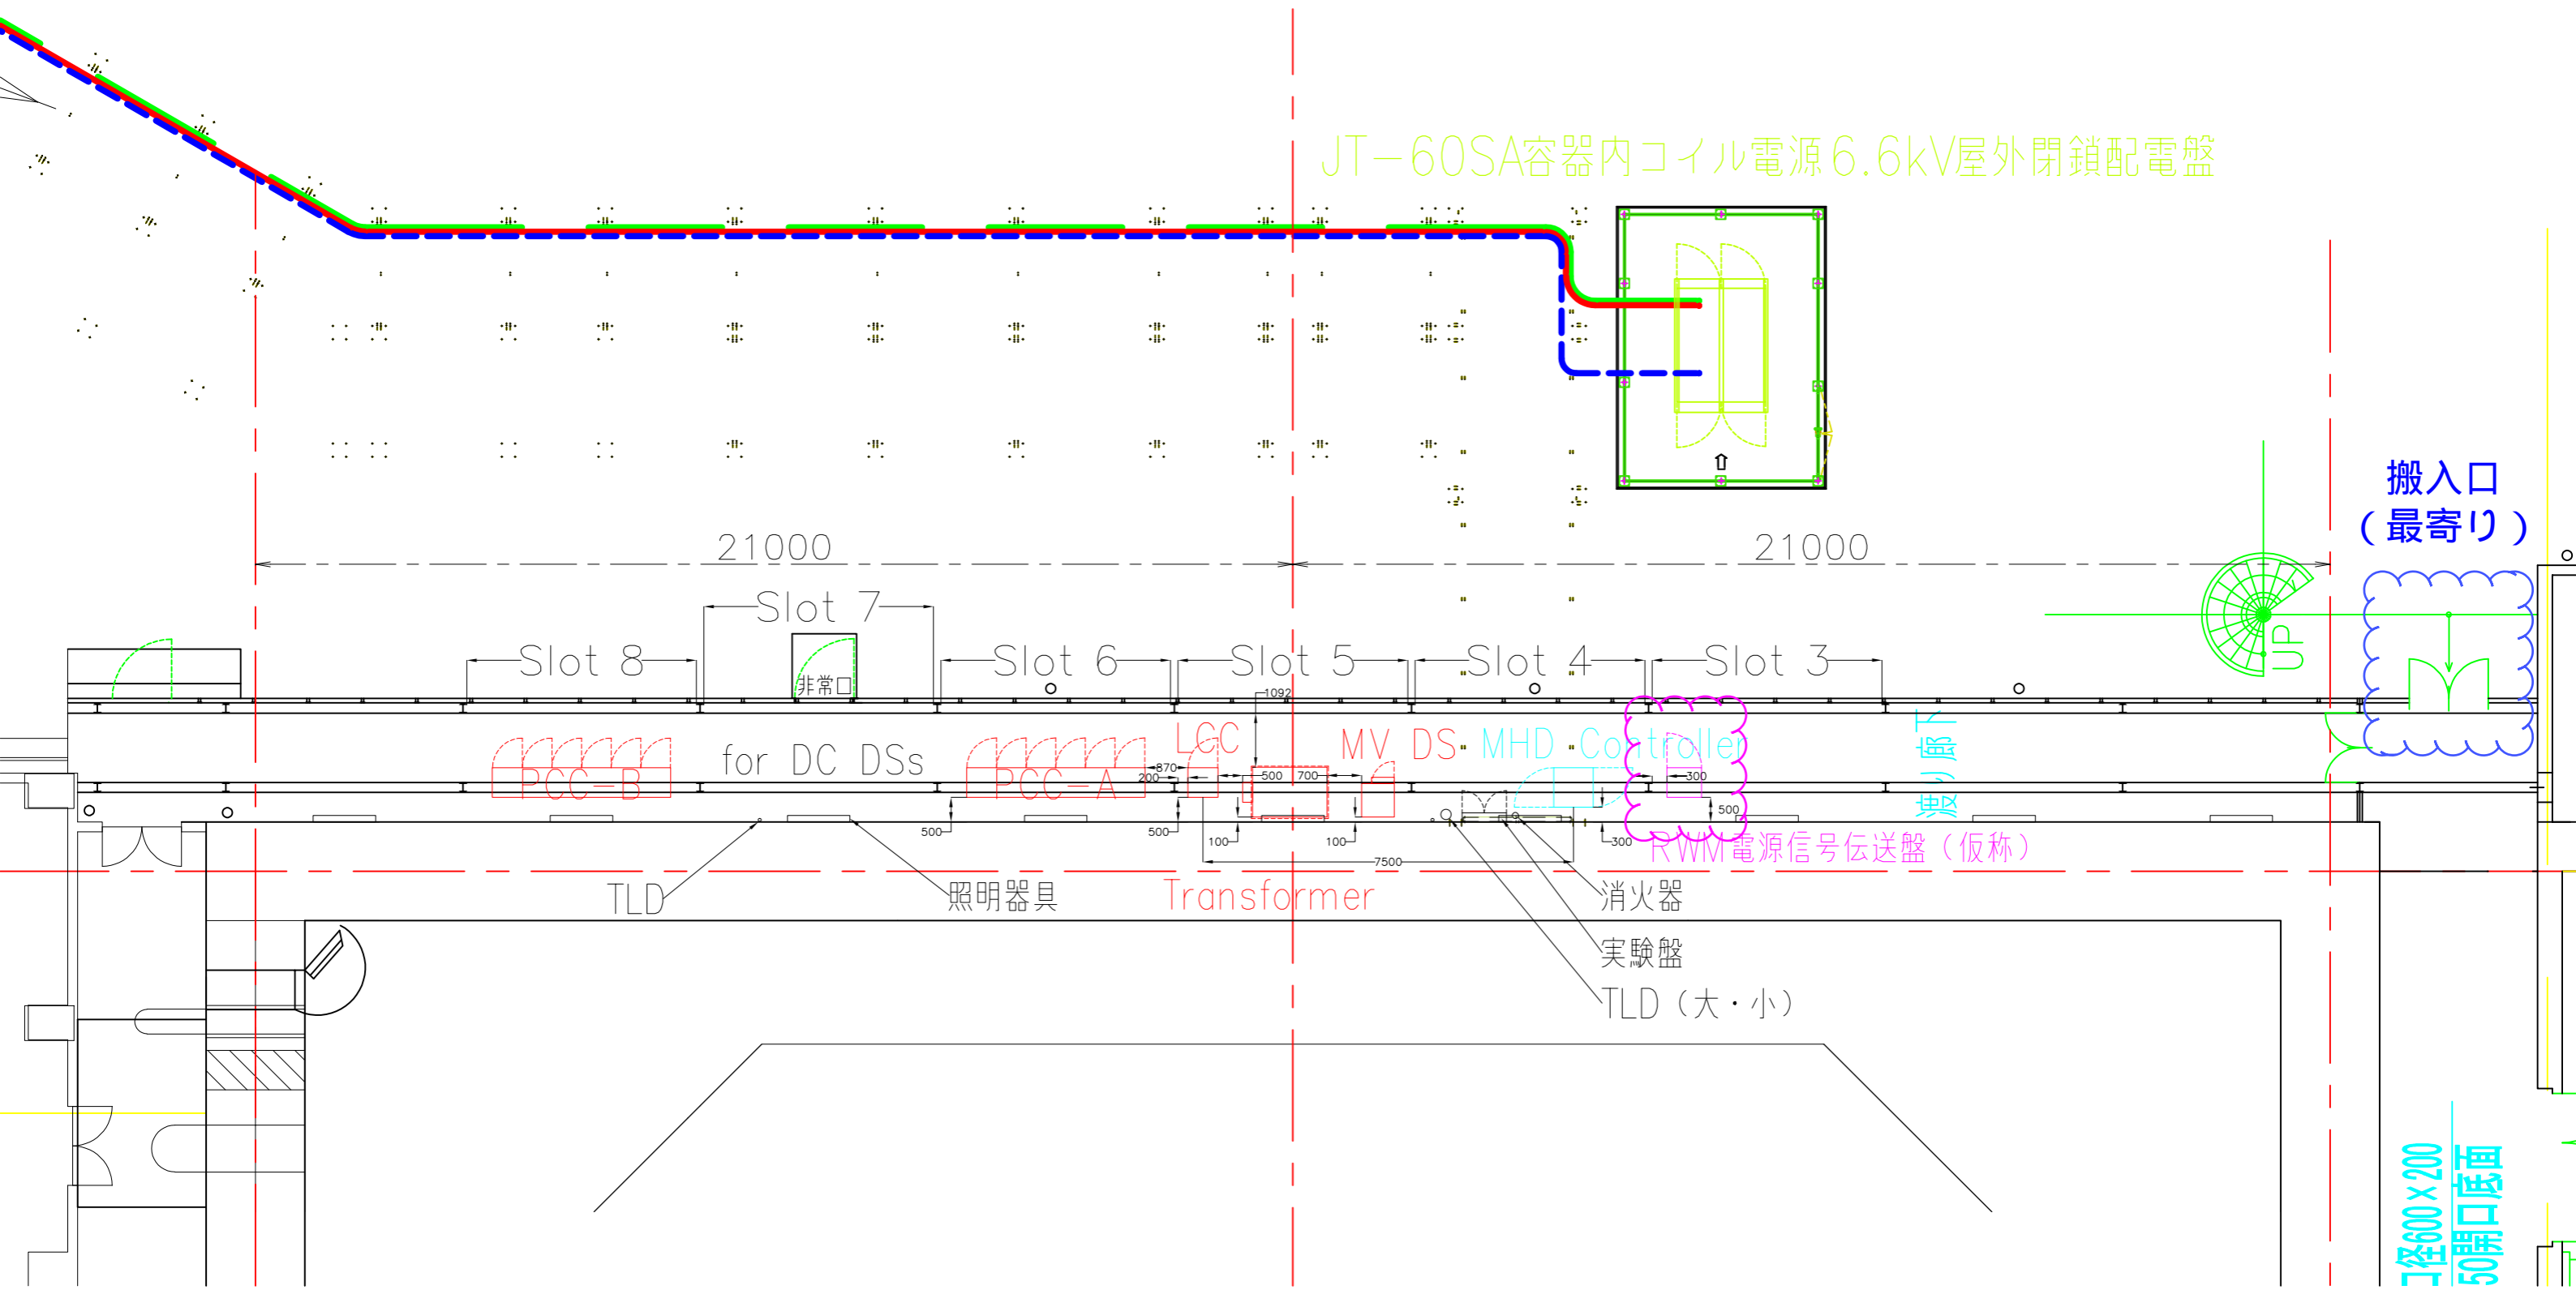 JT−60SA容器内コイル電源6.6kV屋外閉鎖配電盤
搬入口
（最寄り）
21000
21000
UP
Slot 7
Slot 8
Slot 6
Slot 5
Slot 4
Slot 3
非常口
1092
LCC
MV DS
MHD Controller
渡り廊下
for DC DSs
PCC−B
PCC−A
870
200
500
700
300
500
500
500
100
100
300
7500
RWM電源信号伝送盤（仮称）
TLD
照明器具
Transformer
消火器
実験盤
TLD（大・小）
径600×200
50開口底面